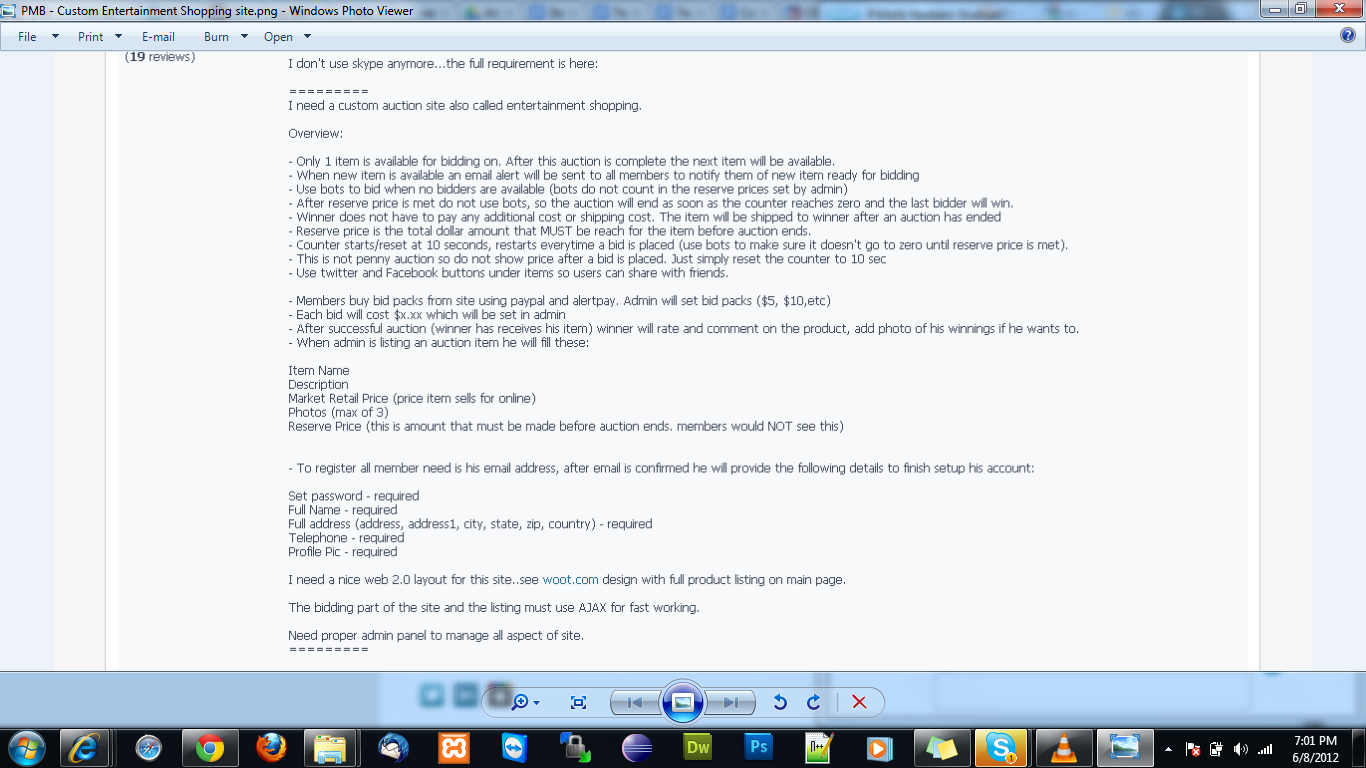 PMB - Custom Entertainment Shopping site.png - Windows Photo Viewer
File Print E-mail Burn Open
(19 reviews)
I don't use skype anymore...the full requirement is here:
=========
I need a custom auction site also called entertainment shopping.
Overview:
- Only 1 item is available for bidding on. After this auction is complete the next item will be available.
- When new item is available an email alert will be sent to all members to notify them of new item ready for bidding
- Use bots to bid when no bidders are available (bots do not count in the reserve prices set by admin)
- After reserve price is met do not use bots, so the auction will end as soon as the counter reaches zero and the last bidder will win.
- Winner does not have to pay any additional cost or shipping cost. The item will be shipped to winner after an auction has ended
- Reserve price is the total dollar amount that MUST be reach for the item before auction ends.
- Counter starts/reset at 10 seconds, restarts everytime a bid is placed (use bots to make sure it doesn't go to zero until reserve price is met).
- This is not penny auction so do not show price after a bid is placed. Just simply reset the counter to 10 sec
- Use twitter and Facebook buttons under items so users can share with friends.
- Members buy bid packs from site using paypal and alertpay. Admin will set bid packs ($5, $10,etc)
- Each bid will cost $x.xx which will be set in admin
- After successful auction (winner has receives his item) winner will rate and comment on the product, add photo of his winnings if he wants to.
- When admin is listing an auction item he will fill these:
Item Name
Description
Market Retail Price (price item sells for online)
Photos (max of 3)
Reserve Price (this is amount that must be made before auction ends. members would NOT see this)
- To register all member need is his email address, after email is confirmed he will provide the following details to finish setup his account:
Set password - required
Full Name - required
Full address (address, address1, city, state, zip, country) - required
Telephone - required
Profile Pic - required
I need a nice web 2.0 layout for this site..see woot.com design with full product listing on main page.
The bidding part of the site and the listing must use AJAX for fast working.
Need proper admin panel to manage all aspect of site.
=========
Dw
Ps
7:01 PM
6/8/2012